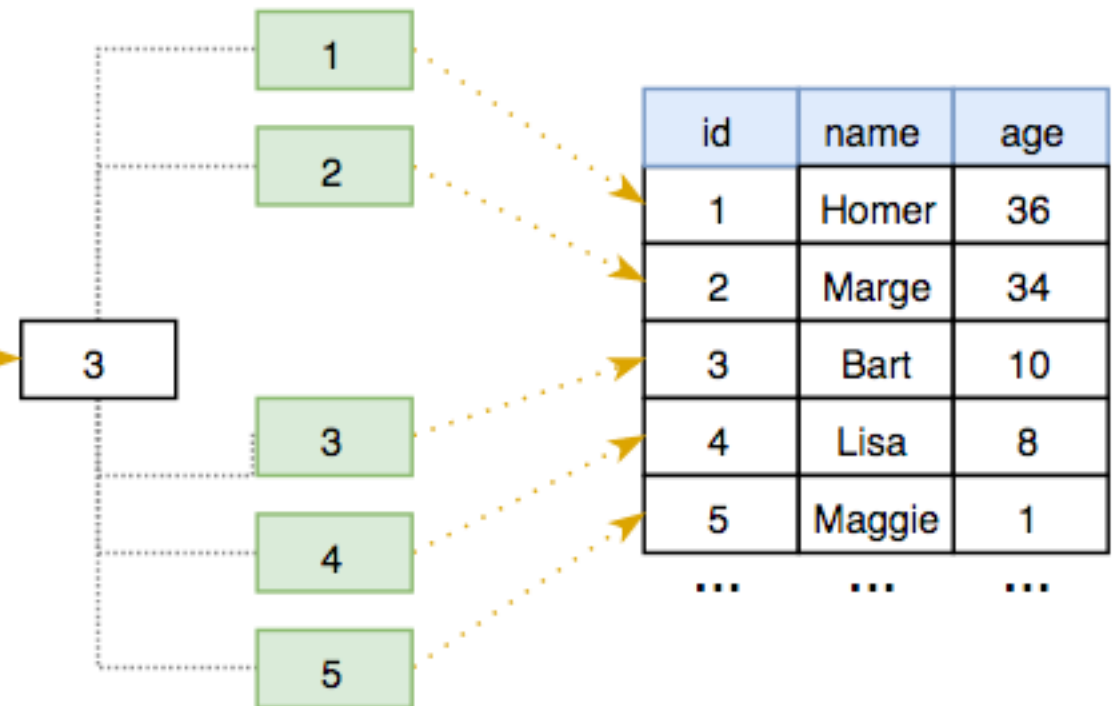 1
2
3
3
4
5
id name age
1 Homer 36
2 Marge 34
3 Bart 10
4 Lisa 8
5 Maggie 1
... ... ...